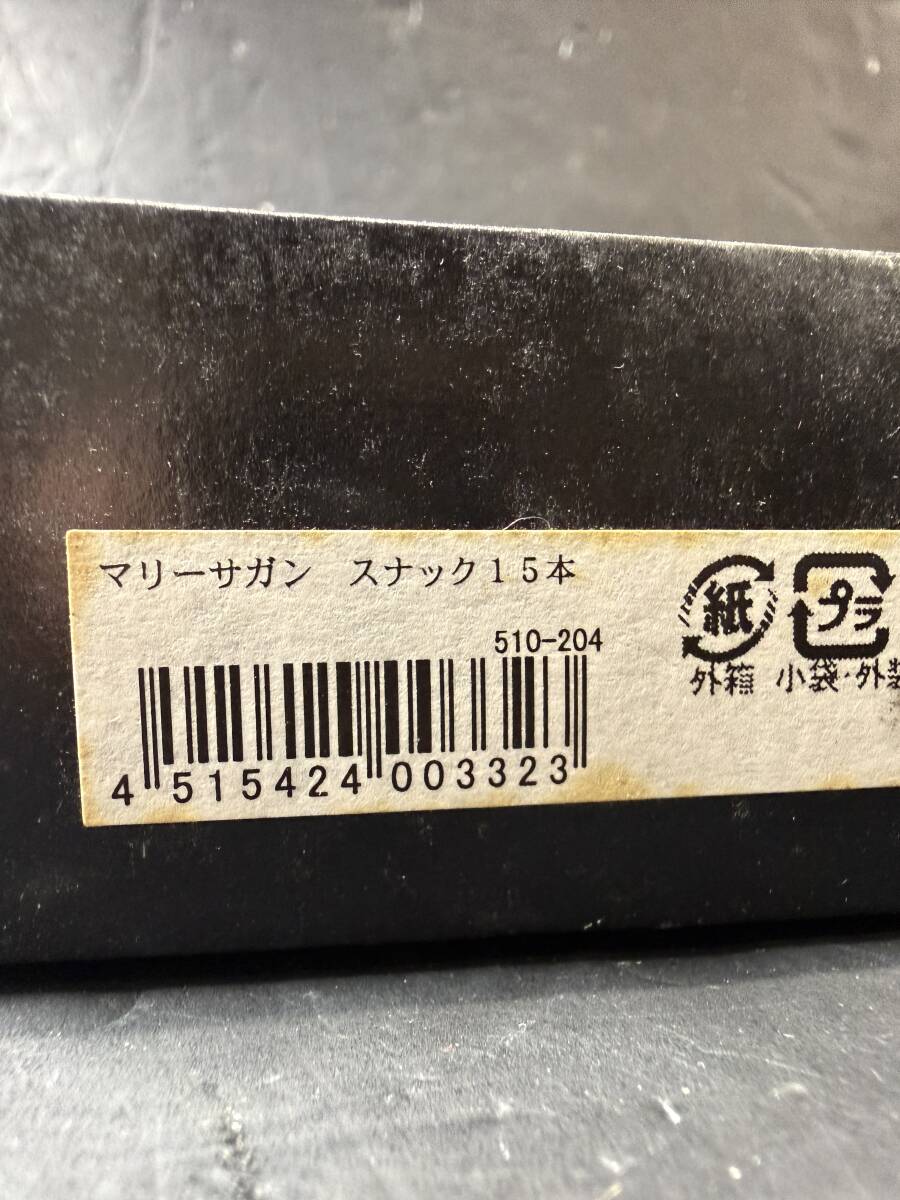 マリーサガン　スナック１５本
510-204
4 515424 003323
紙 プラ
外箱 小袋・外装